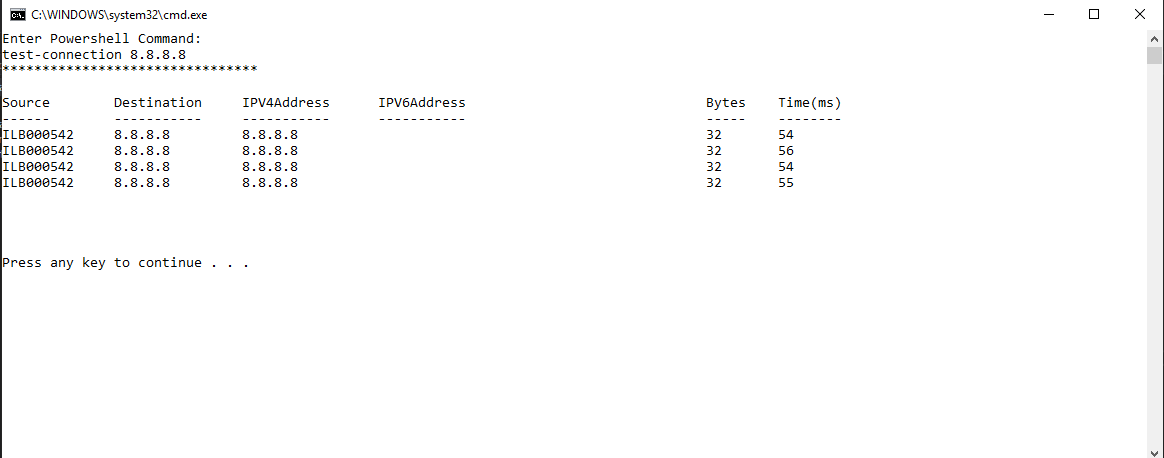 C:\WINDOWS\system32\cmd.exe
Enter Powershell Command:
test-connection 8.8.8.8
********************************
Source        Destination     IPV4Address      IPV6Address                              Bytes    Time(ms)
------        -----------     -----------      -----------                              -----    --------
ILB000542     8.8.8.8         8.8.8.8                                                   32       54
ILB000542     8.8.8.8         8.8.8.8                                                   32       56
ILB000542     8.8.8.8         8.8.8.8                                                   32       54
ILB000542     8.8.8.8         8.8.8.8                                                   32       55
Press any key to continue . . .